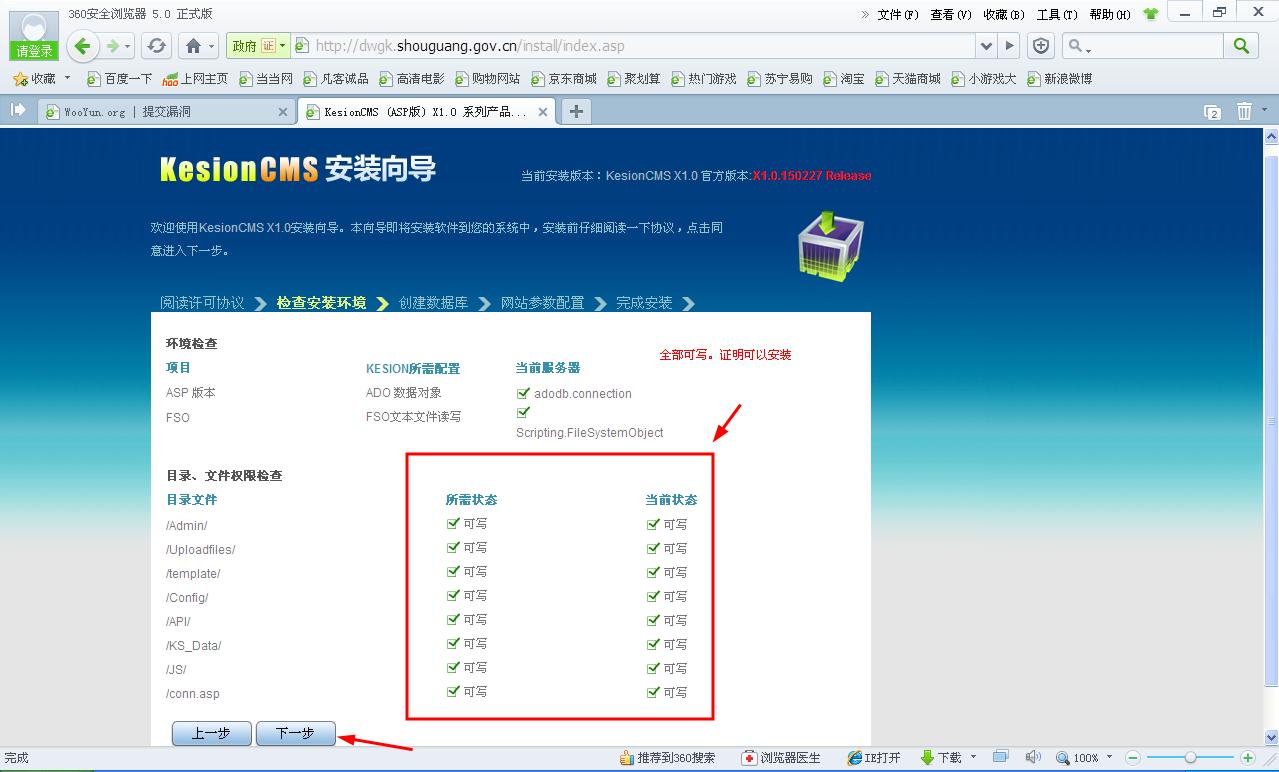 360安全浏览器 5.0 正式版
» 文件(F) 查看(V) 收藏(B) 工具(T) 帮助(H)
请登录
政府 证 http://dwgk.shouguang.gov.cn/install/index.asp
收藏 百度一下 上网主页 当当网 凡客诚品 高清电影 购物网站 京东商城 聚划算 热门游戏 苏宁易购 淘宝 天猫商城 小游戏大 新浪微博
WooYun.org | 提交漏洞
KesionCMS (ASP版) X1.0 系列产品...
2
KesionCMS 安装向导
当前安装版本：KesionCMS X1.0 官方版本:X1.0.150227 Release
欢迎使用KesionCMS X1.0安装向导。本向导即将安装软件到您的系统中，安装前仔细阅读一下协议，点击同
意进入下一步。
阅读许可协议 检查安装环境 创建数据库 网站参数配置 完成安装
环境检查
全部可写。证明可以安装
项目 KESION所需配置 当前服务器
ASP 版本 ADO 数据对象 adodb.connection
FSO FSO文本文件读写
Scripting.FileSystemObject
目录、文件权限检查
目录文件 所需状态 当前状态
/Admin/ 可写 可写
/Uploadfiles/ 可写 可写
/template/ 可写 可写
/Config/ 可写 可写
/API/ 可写 可写
/KS_Data/ 可写 可写
/JS/ 可写 可写
/conn.asp 可写 可写
上一步 下一步
完成 推荐到360搜索 浏览器医生 IE打开 下载 100%